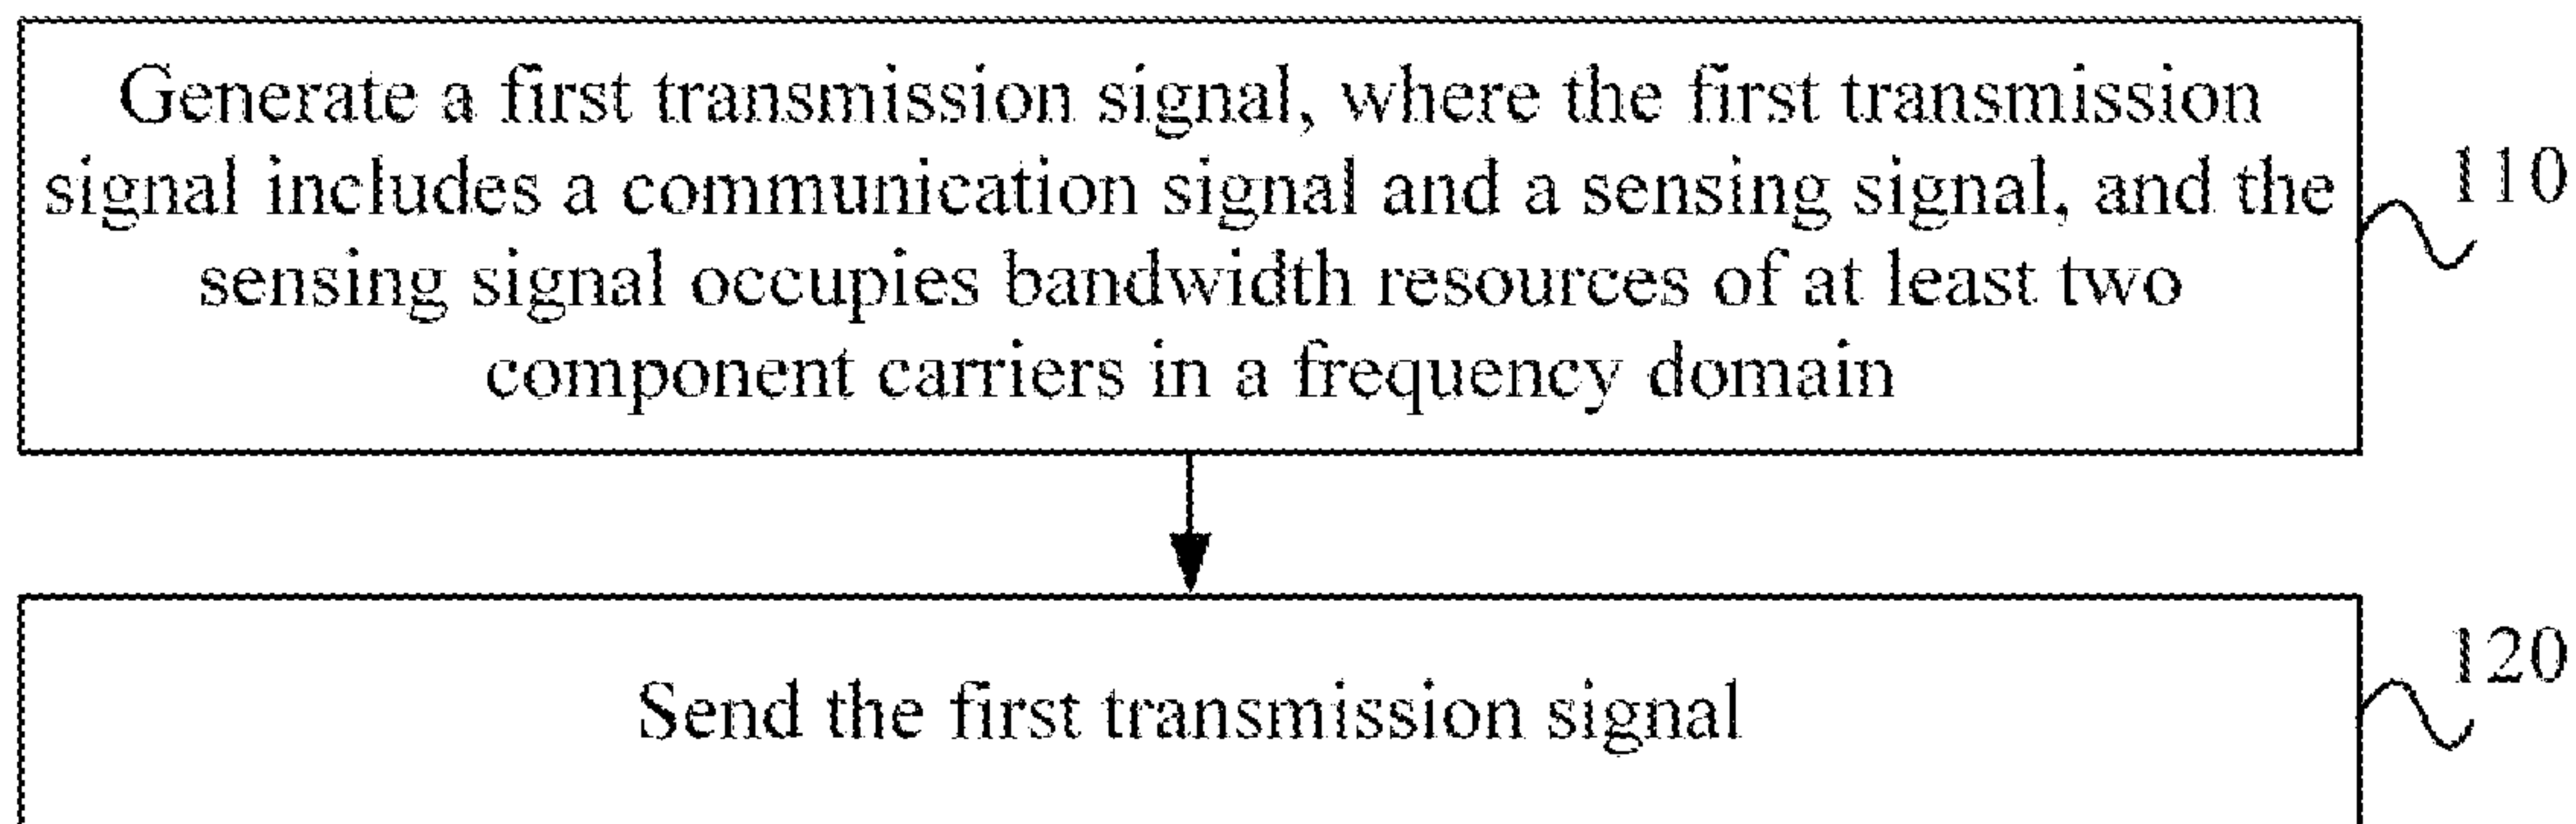 Generate a first transmission signal, where the first transmission
signal includes a communication signal and a sensing signal, and the
sensing signal occupies bandwidth resources of at least two
component carriers in a frequency domain
110
Send the first transmission signal
120